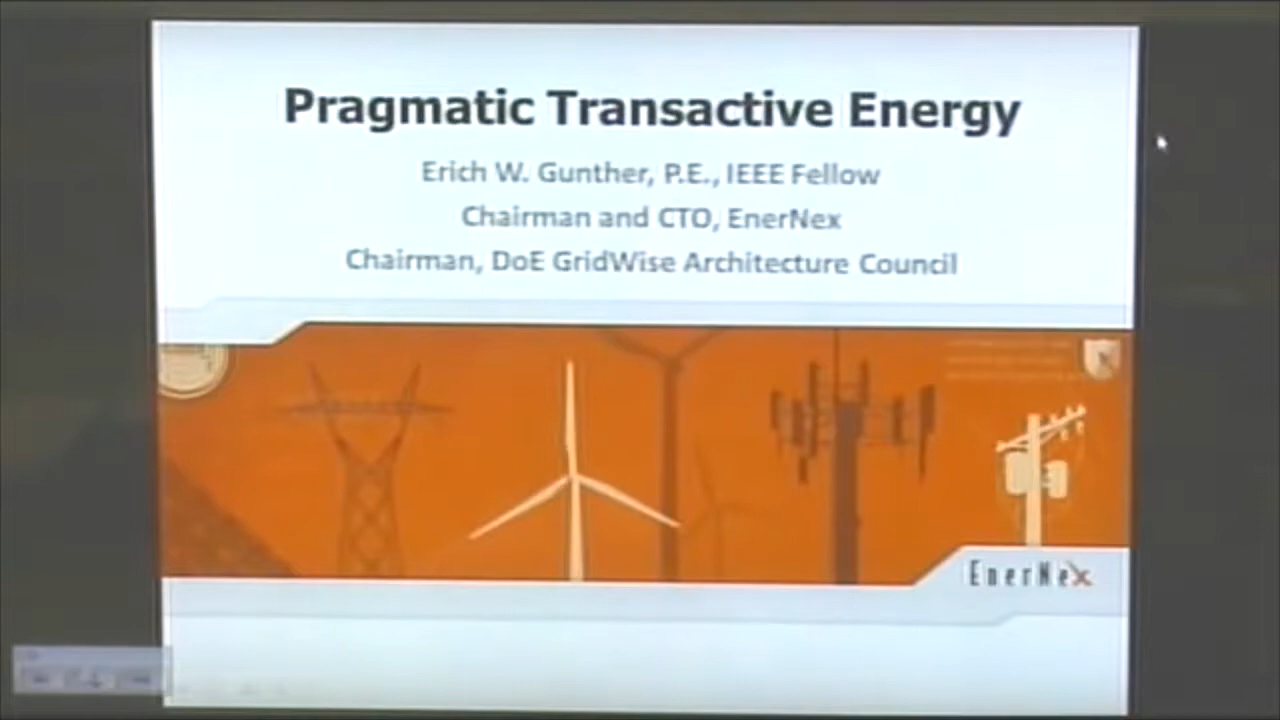 Pragmatic Transactive Energy
Erich W. Gunther, P.E., IEEE Fellow
Chairman and CTO, EnerNex
Chairman, DoE GridWise Architecture Council
EnerNex